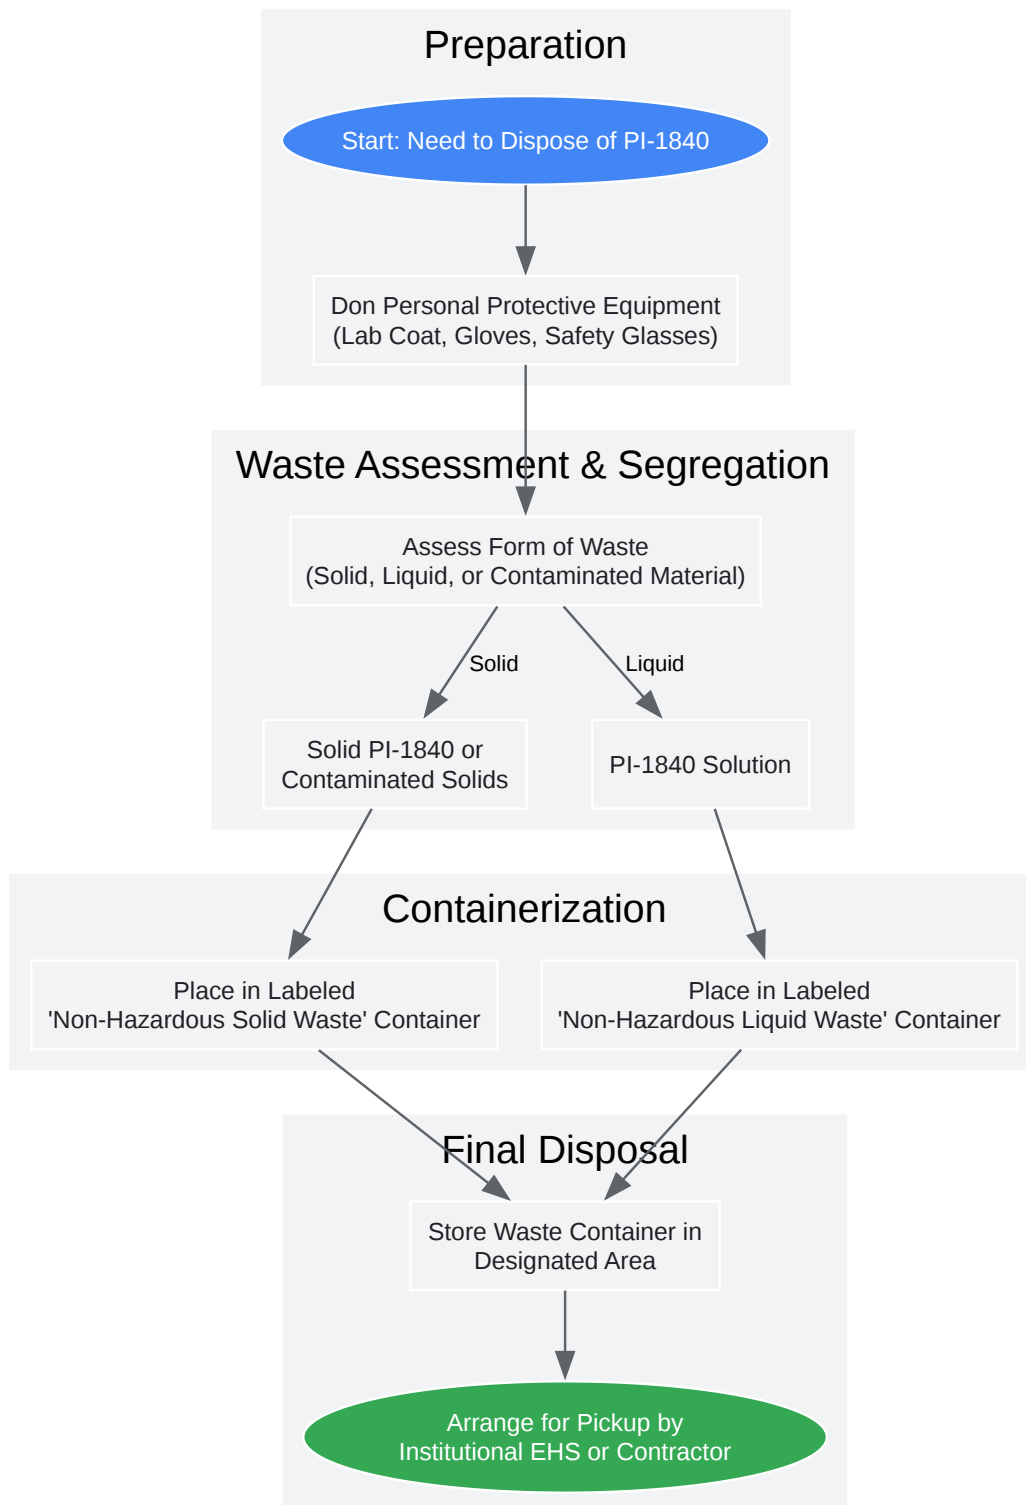 Preparation
Start: Need to Dispose of PI-1840
Don Personal Protective Equipment
(Lab Coat, Gloves, Safety Glasses)
Waste Assessment & Segregation
Assess Form of Waste
(Solid, Liquid, or Contaminated Material)
Solid
Liquid
Solid PI-1840 or
Contaminated Solids
PI-1840 Solution
Containerization
Place in Labeled
'Non-Hazardous Solid Waste' Container
Place in Labeled
'Non-Hazardous Liquid Waste' Container
Final Disposal
Store Waste Container in
Designated Area
Arrange for Pickup by
Institutional EHS or Contractor